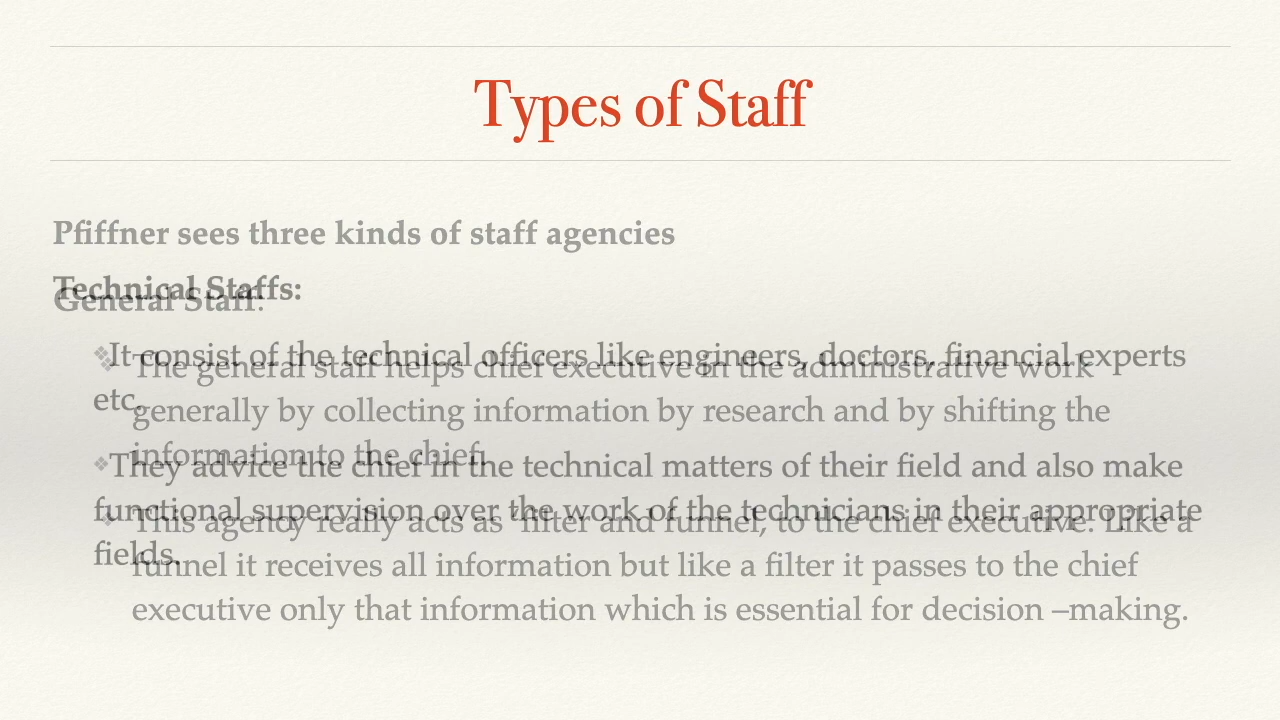 Types of Staff
Pfiffner sees three kinds of staff agencies
General Staff:
❖ The general staff helps chief executive in the administrative work
generally by collecting information by research and by shifting the
information to the chief.
❖ This agency really acts as ‘filter and funnel, to the chief executive. Like a
funnel it receives all information but like a filter it passes to the chief
executive only that information which is essential for decision –making.
Technical Staffs:
❖It consist of the technical officers like engineers, doctors, financial experts
etc.
❖They advice the chief in the technical matters of their field and also make
functional supervision over the work of the technicians in their appropriate
fields.